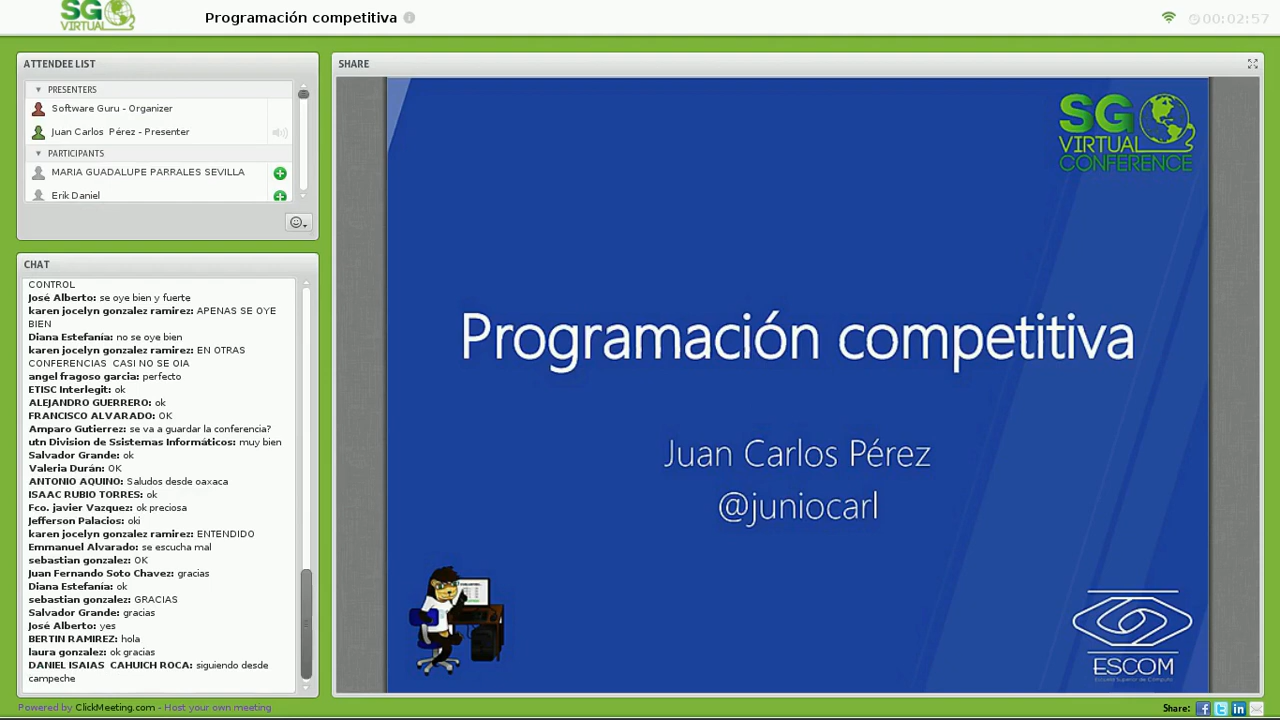 SG
VIRTUAL
Programación competitiva
00:02:57
ATTENDEE LIST
PRESENTERS
Software Guru - Organizer
Juan Carlos Pérez - Presenter
PARTICIPANTS
MARIA GUADALUPE PARRALES SEVILLA
Erik Daniel
CHAT
CONTROL
José Alberto: se oye bien y fuerte
karen jocelyn gonzalez ramirez: APENAS SE OYE
BIEN
Diana Estefanía: no se oye bien
karen jocelyn gonzalez ramirez: EN OTRAS
CONFERENCIAS CASI NO SE OIA
angel fragoso garcia: perfecto
ETISC Interlegit: ok
ALEJANDRO GUERRERO: ok
FRANCISCO ALVARADO: OK
Amparo Gutierrez: se va a guardar la conferencia?
utn Division de Ssistemas Informáticos: muy bien
Salvador Grande: ok
Valeria Durán: OK
ANTONIO AQUINO: Saludos desde oaxaca
ISAAC RUBIO TORRES: ok
Fco. javier Vazquez: ok preciosa
Jefferson Palacios: oki
karen jocelyn gonzalez ramirez: ENTENDIDO
Emmanuel Alvarado: se escucha mal
sebastian gonzalez: OK
Juan Fernando Soto Chavez: gracias
Diana Estefanía: ok
sebastian gonzalez: GRACIAS
Salvador Grande: gracias
José Alberto: yes
BERTIN RAMIREZ: hola
laura gonzalez: ok gracias
DANIEL ISAIAS CAHUICH ROCA: siguiendo desde
campeche
SHARE
SG
VIRTUAL
CONFERENCE
Programación competitiva
Juan Carlos Pérez
@juniocarl
ESCOM
Escuela Superior de Cómputo
Powered by ClickMeeting.com - Host your own meeting
Share: